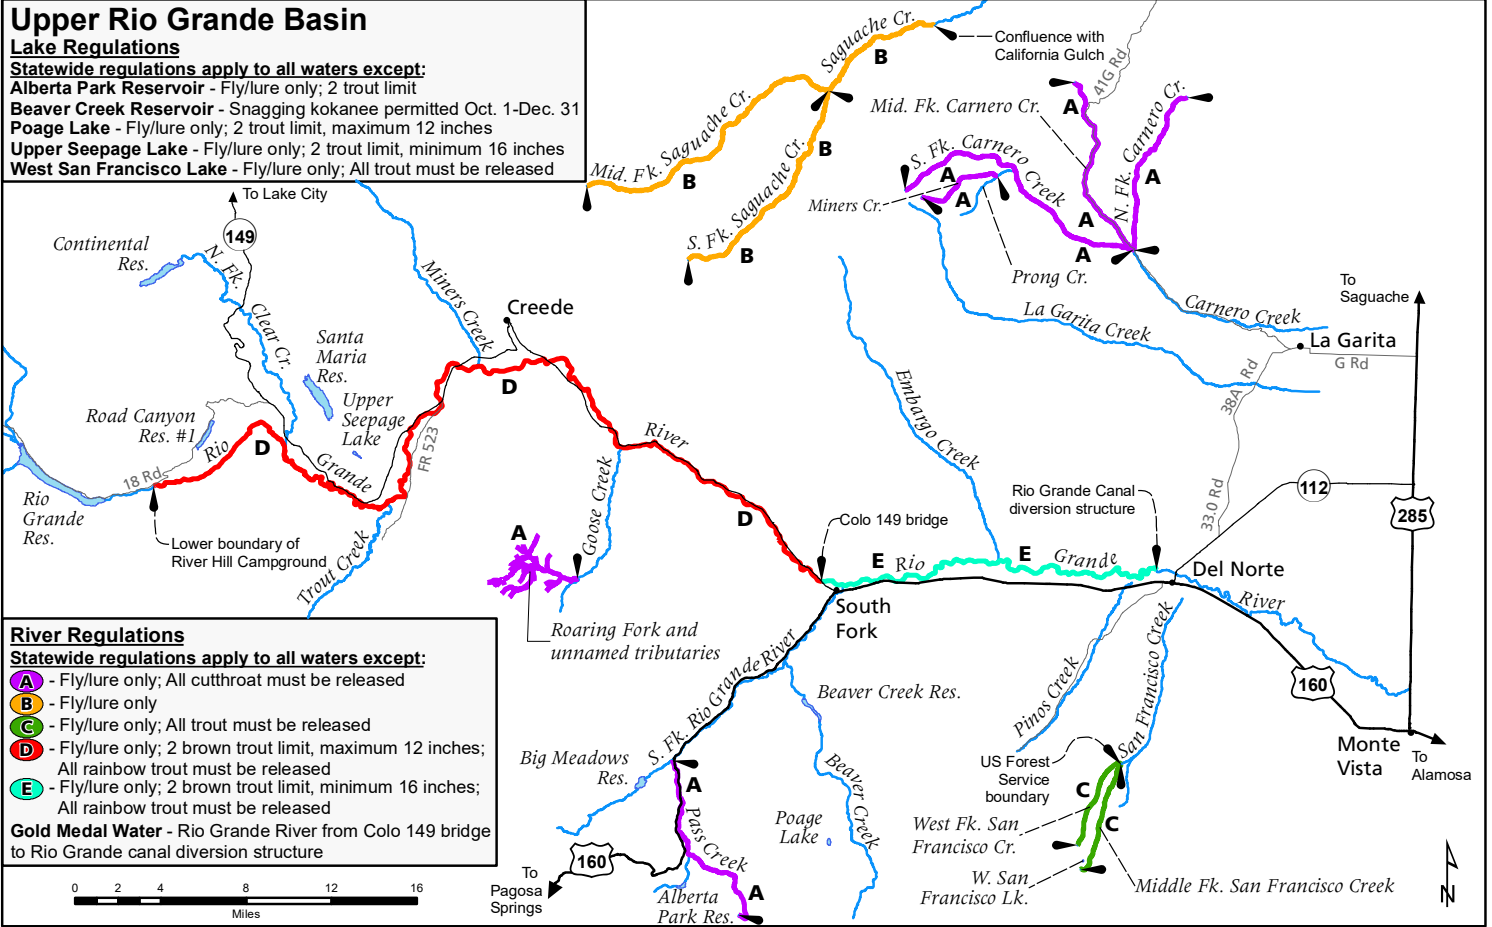 Upper Rio Grande Basin
Lake Regulations
Statewide regulations apply to all waters except:
Alberta Park Reservoir - Fly/lure only; 2 trout limit
Beaver Creek Reservoir - Snagging kokanee permitted Oct. 1-Dec. 31
Poage Lake - Fly/lure only; 2 trout limit, maximum 12 inches
Upper Seepage Lake - Fly/lure only; 2 trout limit, minimum 16 inches
West San Francisco Lake - Fly/lure only; All trout must be released
Saguache Cr.
B
Confluence with
California Gulch
41G Rd
Mid. Fk. Saguache Cr.
B
S. Fk. Saguache Cr.
B
B
Mid. Fk. Carnero Cr.
A
N. Fk. Carnero Cr.
A
S. Fk. Carnero
Creek
A
A
Miners Cr.
A
A
Prong Cr.
To Lake City
149
Continental
Res.
N. Fk.
Clear Cr.
Miners Creek
Creede
Santa
Maria
Res.
Upper
Seepage
Lake
Road Canyon
Res. #1
18 Rd
Rio
D
Grande
FR 523
D
River
D
Rio
Grande
Res.
Lower boundary of
River Hill Campground
Trout Creek
Goose Creek
A
Roaring Fork and
unnamed tributaries
Embargo Creek
La Garita Creek
Carnero Creek
To
Saguache
La Garita
G Rd
38A Rd
33.0 Rd
112
285
Rio Grande Canal
diversion structure
Colo 149 bridge
E
Rio
E
Grande
Del Norte
River
South
Fork
160
Monte
Vista
To
Alamosa
Pinos Creek
San Francisco Creek
US Forest
Service
boundary
C
C
West Fk. San
Francisco Cr.
W. San
Francisco Lk.
Middle Fk. San Francisco Creek
S. Fk. Rio Grande River
Beaver Creek Res.
Beaver Creek
Poage
Lake
Big Meadows
Res.
A
Pass Creek
A
Alberta
Park Res.
160
To
Pagosa
Springs
River Regulations
Statewide regulations apply to all waters except:
A - Fly/lure only; All cutthroat must be released
B - Fly/lure only
C - Fly/lure only; All trout must be released
D - Fly/lure only; 2 brown trout limit, maximum 12 inches;
All rainbow trout must be released
E - Fly/lure only; 2 brown trout limit, minimum 16 inches;
All rainbow trout must be released
Gold Medal Water - Rio Grande River from Colo 149 bridge
to Rio Grande canal diversion structure
0 2 4 8 12 16
Miles
N